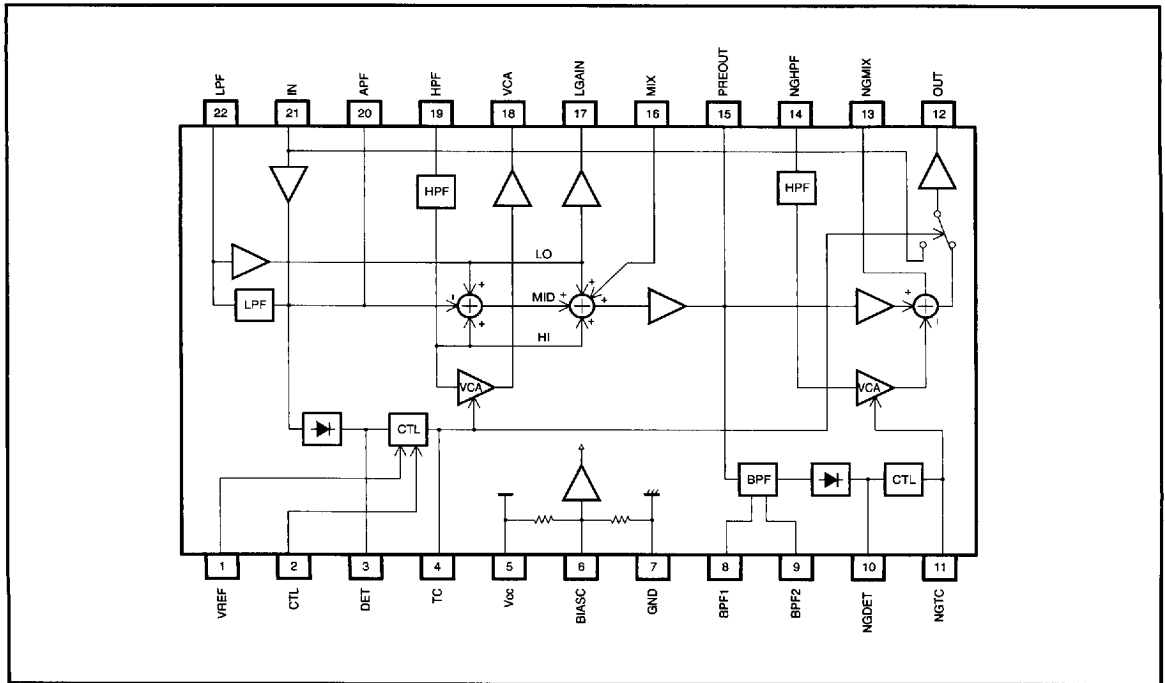 LPF
IN
APF
HPF
VCA
LGAIN
MIX
PREOUT
NGHPF
NGMIX
OUT
22
21
20
19
18
17
16
15
14
13
12
HPF
HPF
LO
+
+
+
LPF
-
MID
+
+
+
+
+
HI
+
-
VCA
VCA
CTL
BPF
CTL
1
2
3
4
5
6
7
8
9
10
11
VREF
CTL
DET
TC
Vcc
BIASC
GND
BPF1
BPF2
NGDET
NGTC